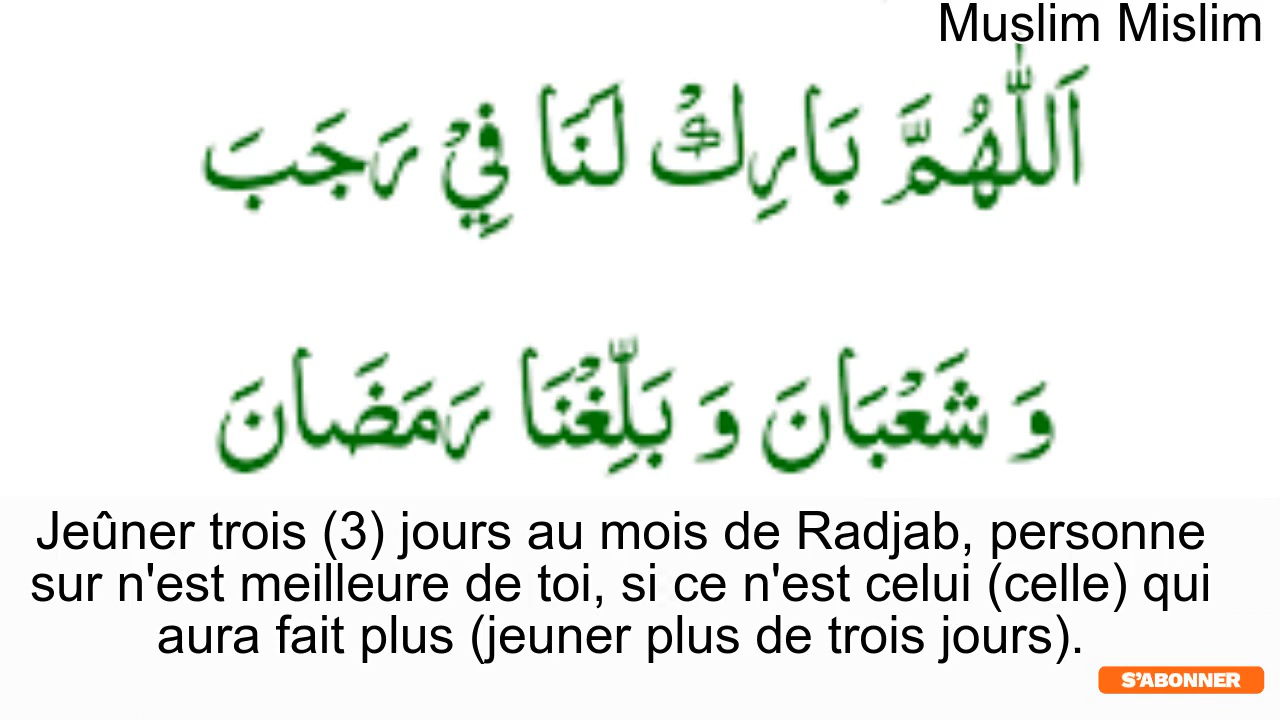 Muslim Mislim
اَللّٰهُمَّ بَارِكْ لَنَا فِيْ رَجَبَ
وَ شَعْبَانَ وَ بَلِّغْنَا رَمَضَانَ
Jeûner trois (3) jours au mois de Radjab, personne
sur n'est meilleure de toi, si ce n'est celui (celle) qui
aura fait plus (jeuner plus de trois jours).
S'ABONNER